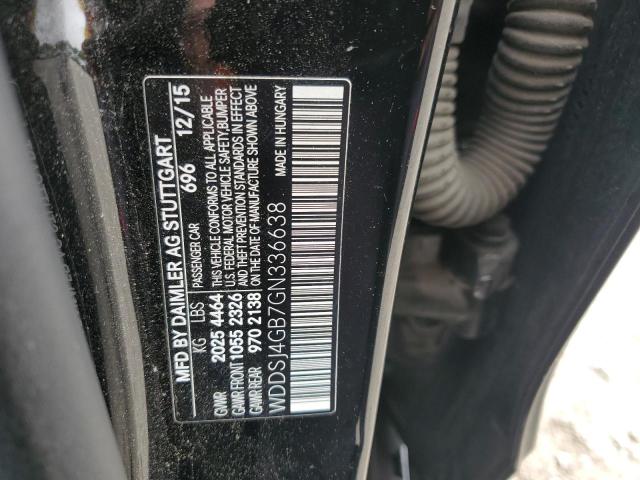 MFD BY DAIMLER AG STUTTGART
PASSENGER CAR 696 12/15
KG LBS
GVWR 2025 4464 THIS VEHICLE CONFORMS TO ALL APPLICABLE
GAWR FRONT 1055 2326 U.S. FEDERAL MOTOR VEHICLE SAFETY, BUMPER
GAWR REAR 970 2138 AND THEFT PREVENTION STANDARDS IN EFFECT
ON THE DATE OF MANUFACTURE SHOWN ABOVE
WDDSJ4GB7GN336638 MADE IN HUNGARY